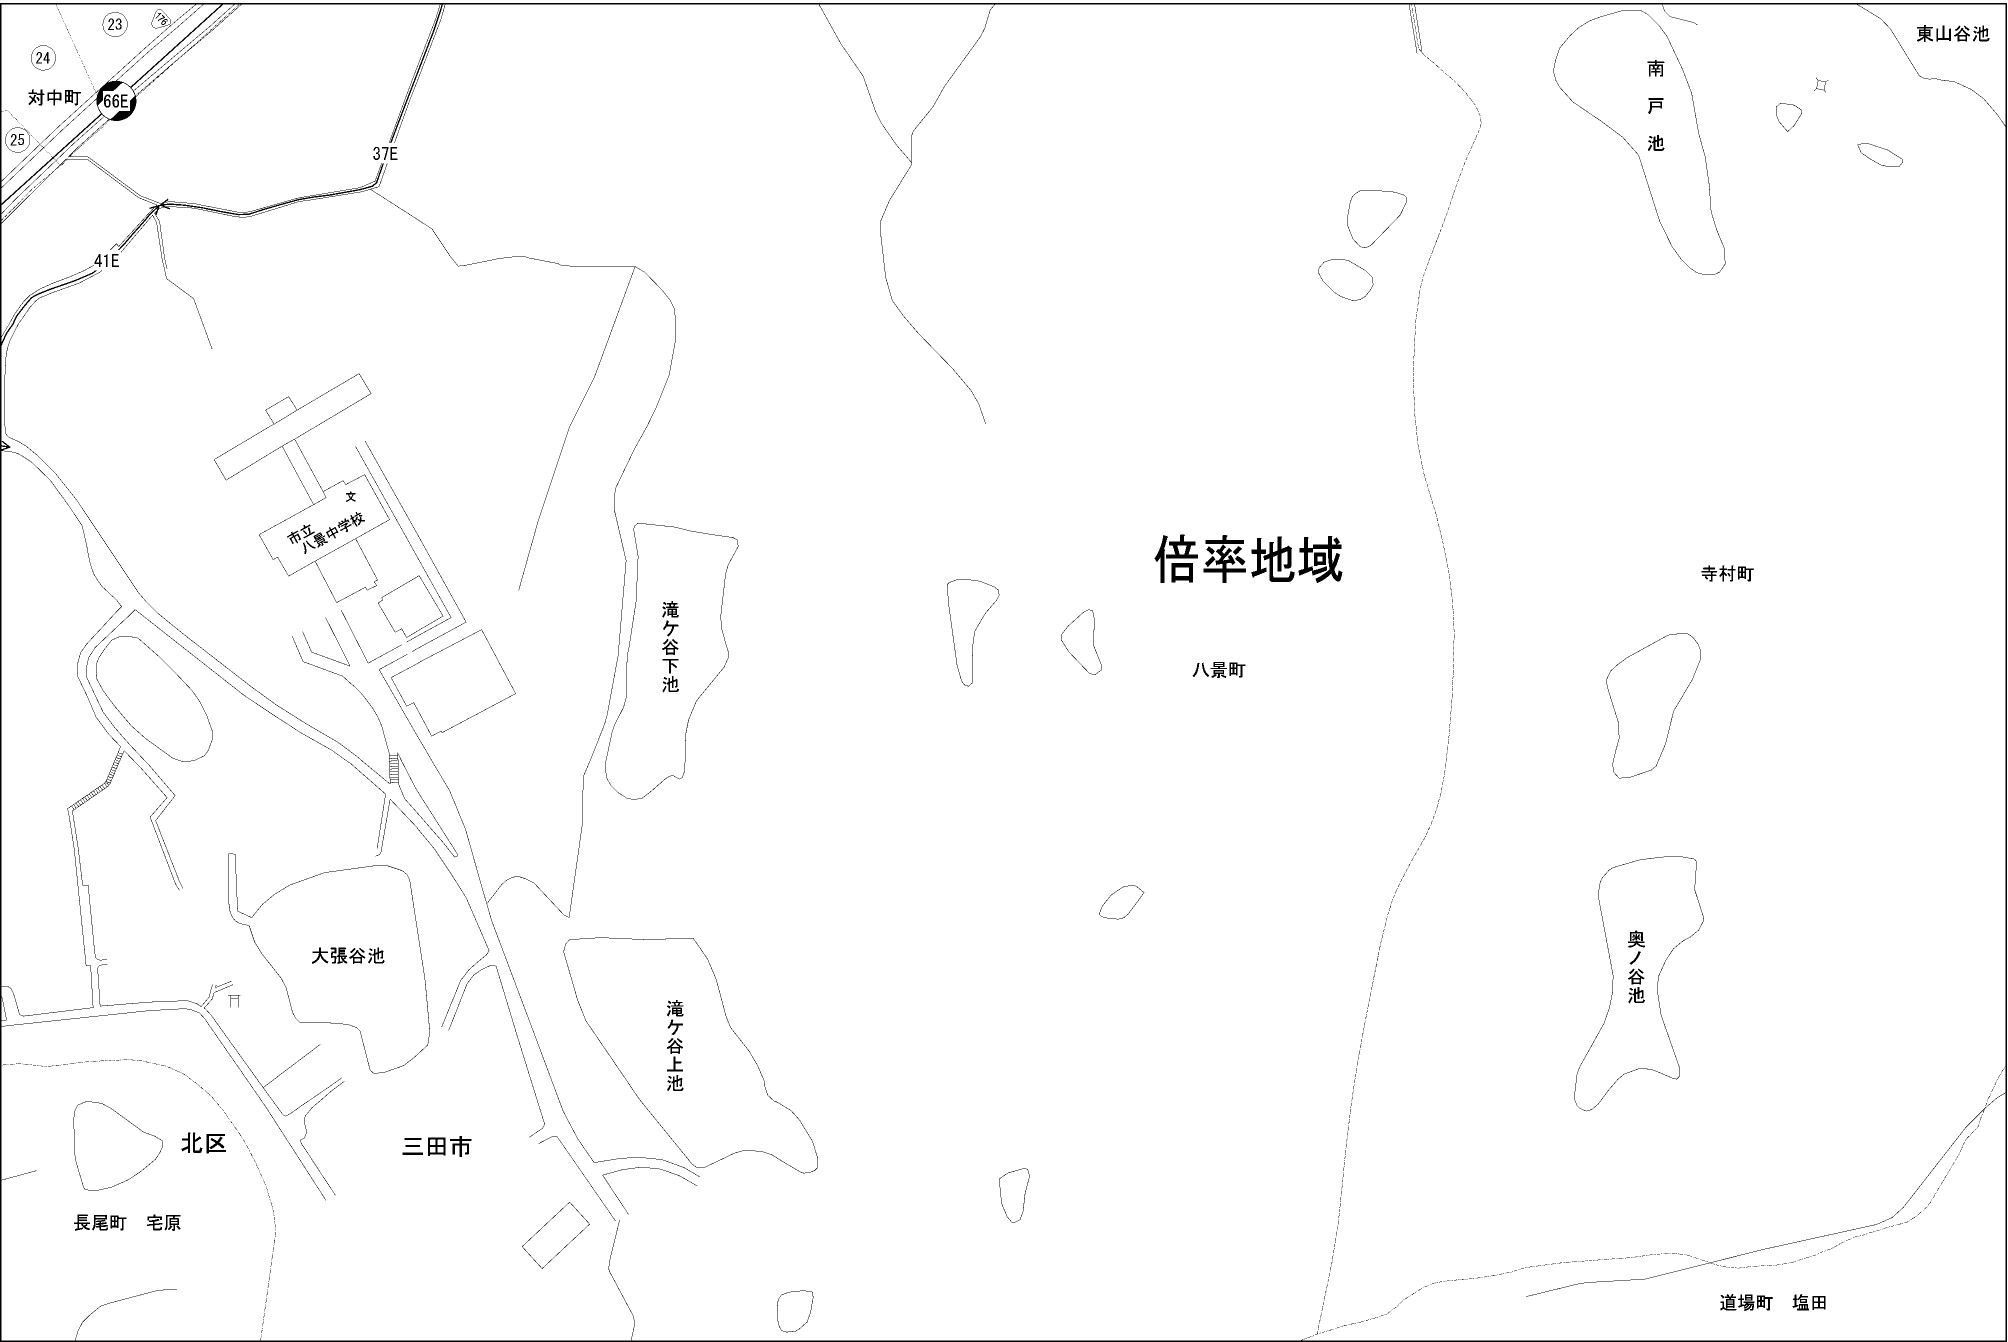 23
176
24
対中町
66E
25
37E
41E
東山谷池
南戸池
文
市立
八景中学校
倍率地域
寺村町
滝ケ谷下池
八景町
大張谷池
奥ノ谷池
滝ケ谷上池
北区
三田市
長尾町 宅原
道場町 塩田